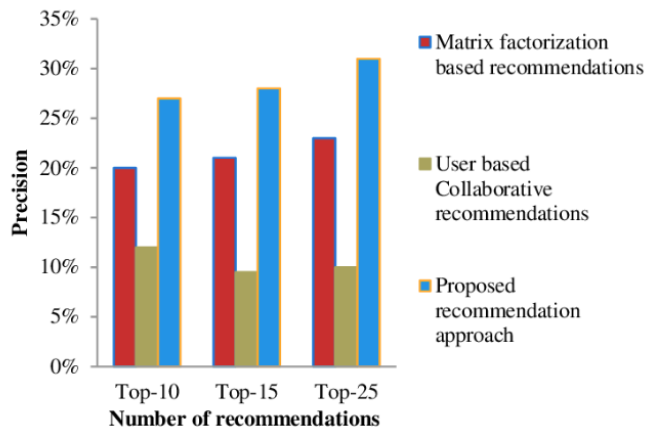 35%
30%
25%
20%
15%
10%
5%
0%
Precision
Top-10 Top-15 Top-25
Number of recommendations
Matrix factorization
based recommendations
User based
Collaborative
recommendations
Proposed
recommendation
approach